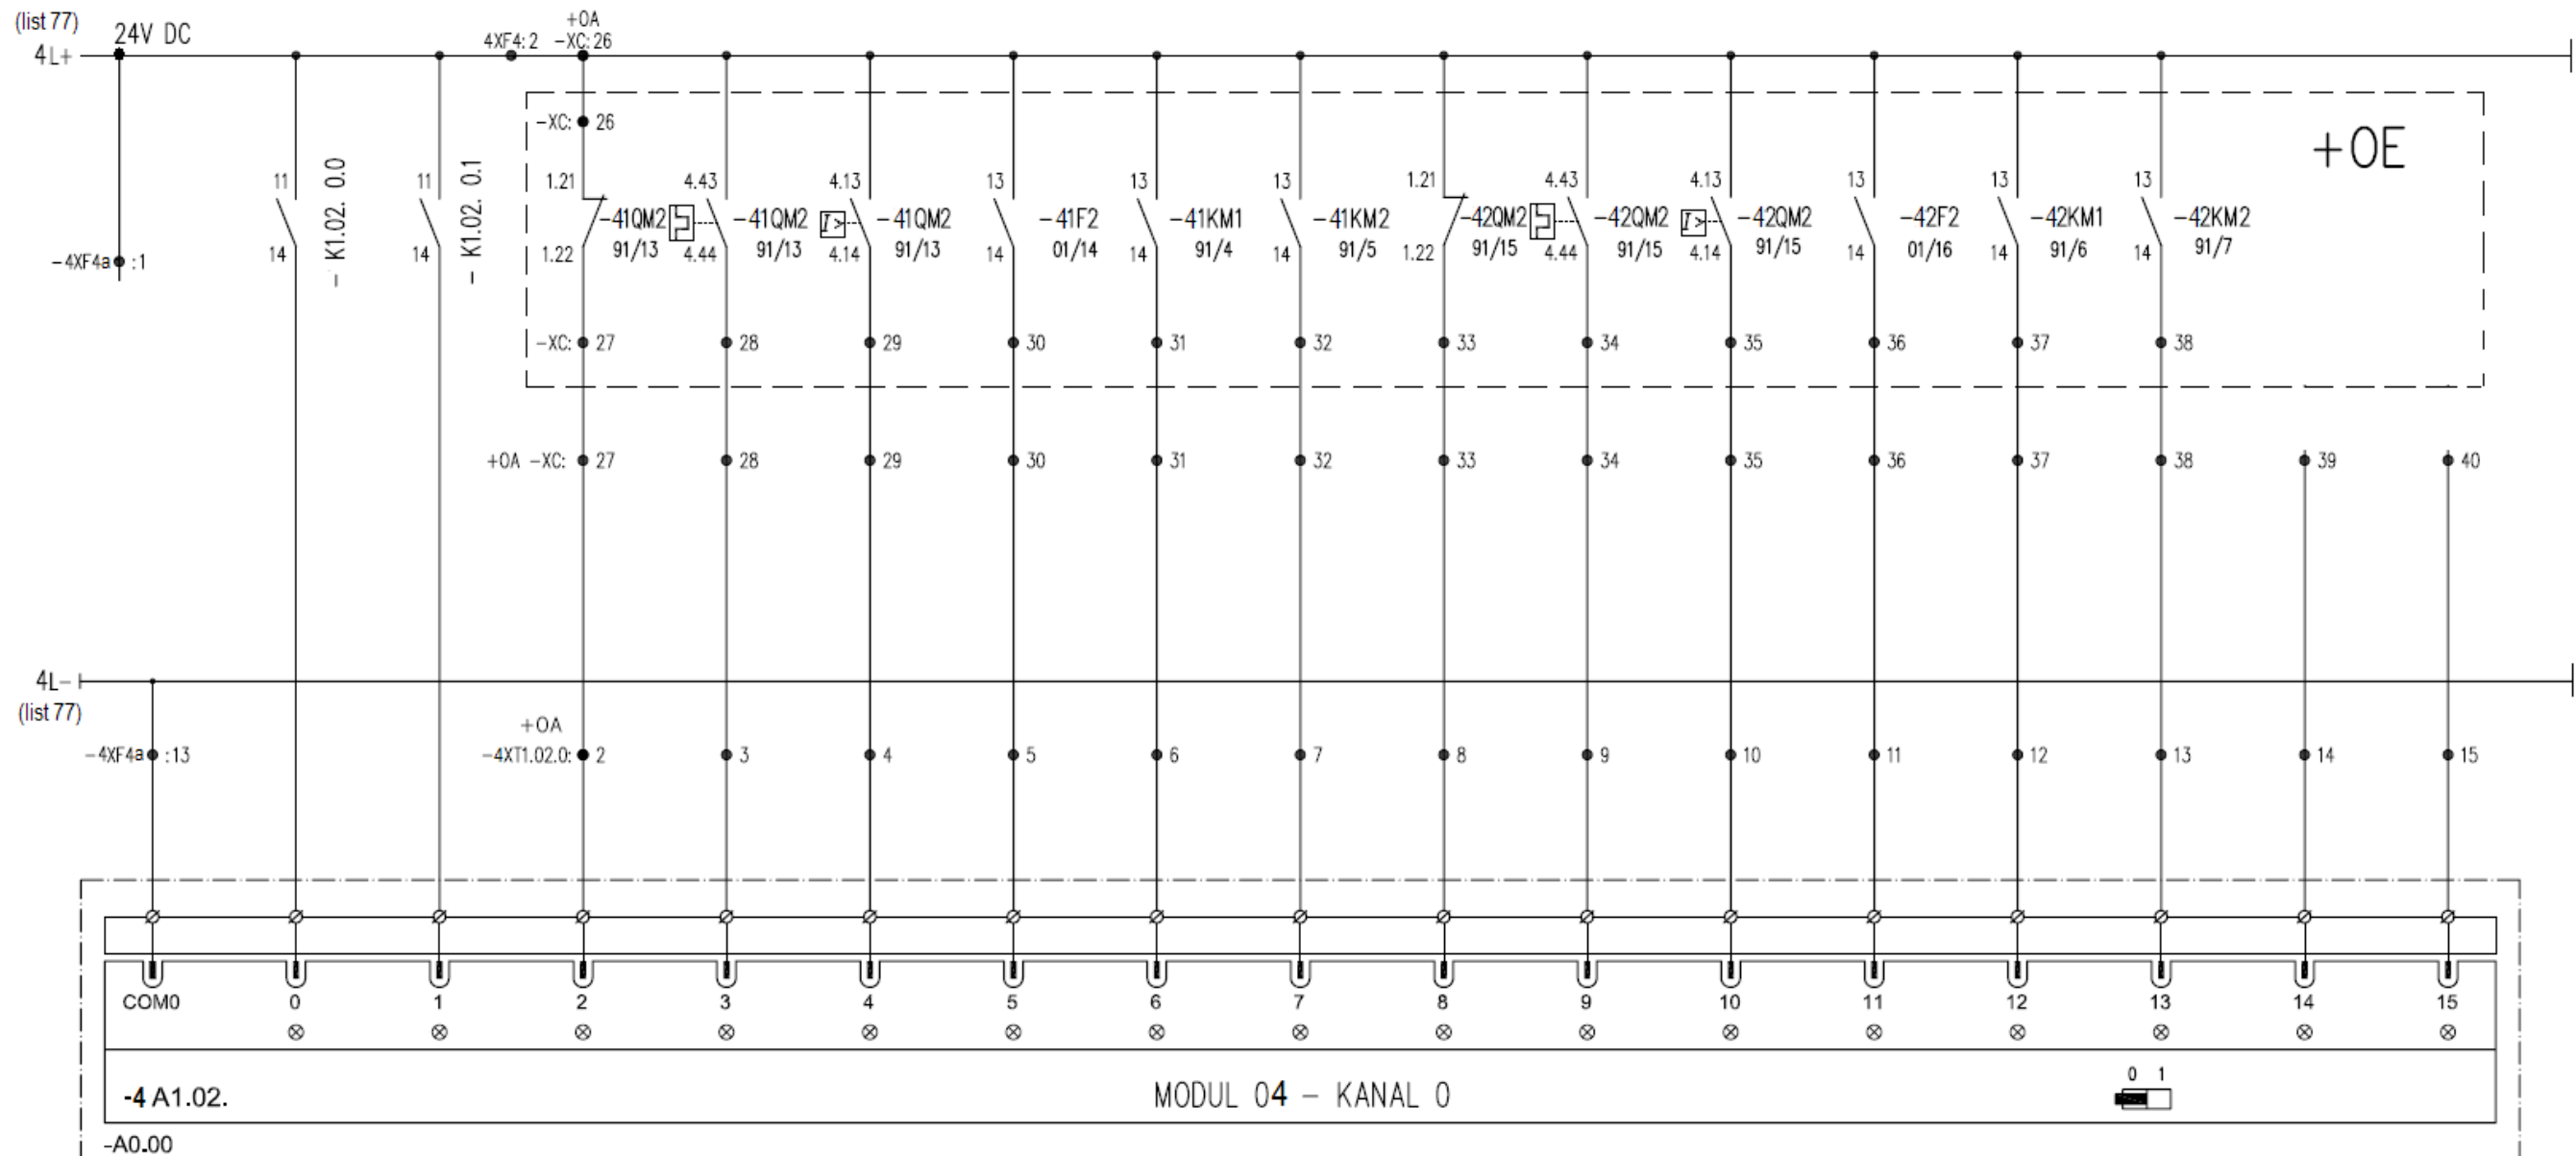 (list 77)
24V DC
4L+
4XF4:2
+OA
-XC:26
-XC: 26
+OE
11 11 1.21 4.43 4.13 13 13 13 1.21 4.43 4.13 13 13 13
- K1.02. 0.0
- K1.02. 0.1
-41QM2 I> -41QM2 -41QM2 -41F2 -41KM1 -41KM2 -42QM2 -42QM2 I> -42QM2 -42F2 -42KM1 -42KM2
91/13 91/13 91/13 01/14 91/4 91/5 91/15 91/15 91/15 01/16 91/6 91/7
14 14 1.22 4.44 4.14 14 14 14 1.22 4.44 4.14 14 14 14
-4XF4a :1
-XC: 27 28 29 30 31 32 33 34 35 36 37 38
+OA -XC: 27 28 29 30 31 32 33 34 35 36 37 38 39 40
4L-
(list 77)
+OA
-4XF4a :13 -4XT1.02.0: 2 3 4 5 6 7 8 9 10 11 12 13 14 15
COM0 0 1 2 3 4 5 6 7 8 9 10 11 12 13 14 15
0 1
-4 A1.02. MODUL 04 - KANAL 0
-A0.00